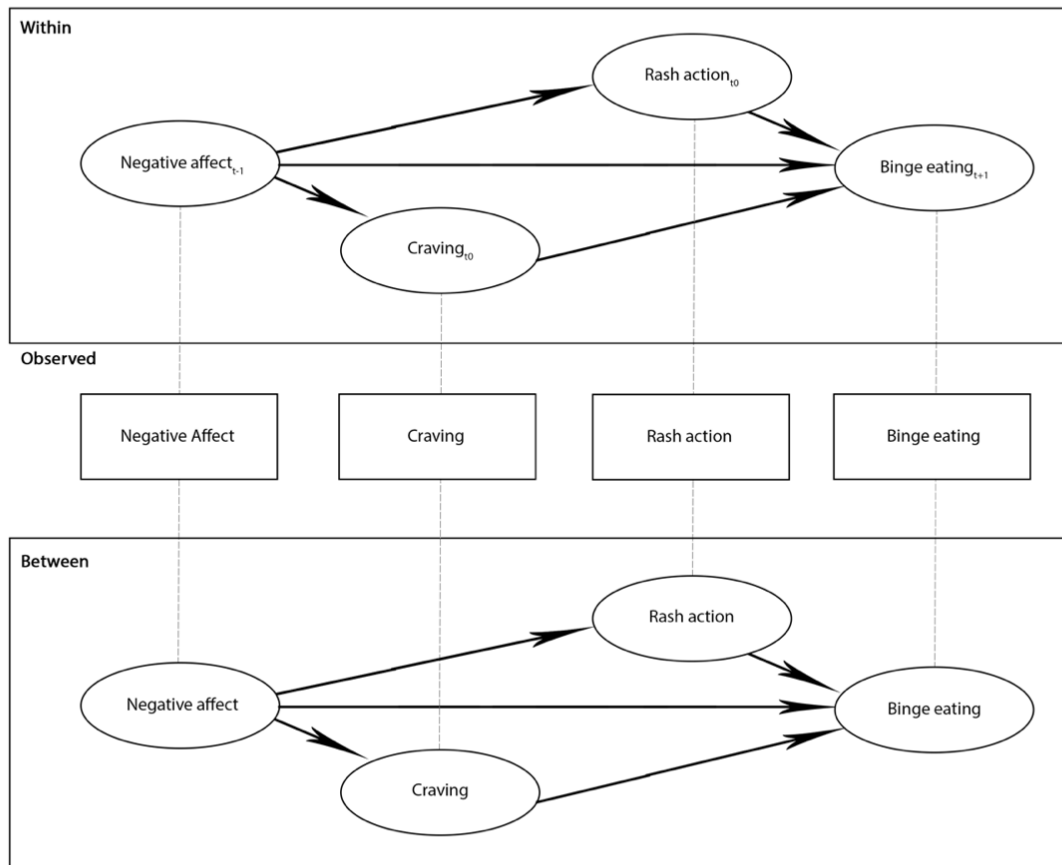 Within
Rash action t0
Negative affect t-1
Binge eating t+1
Craving t0
Observed
Negative Affect
Craving
Rash action
Binge eating
Between
Rash action
Negative affect
Binge eating
Craving